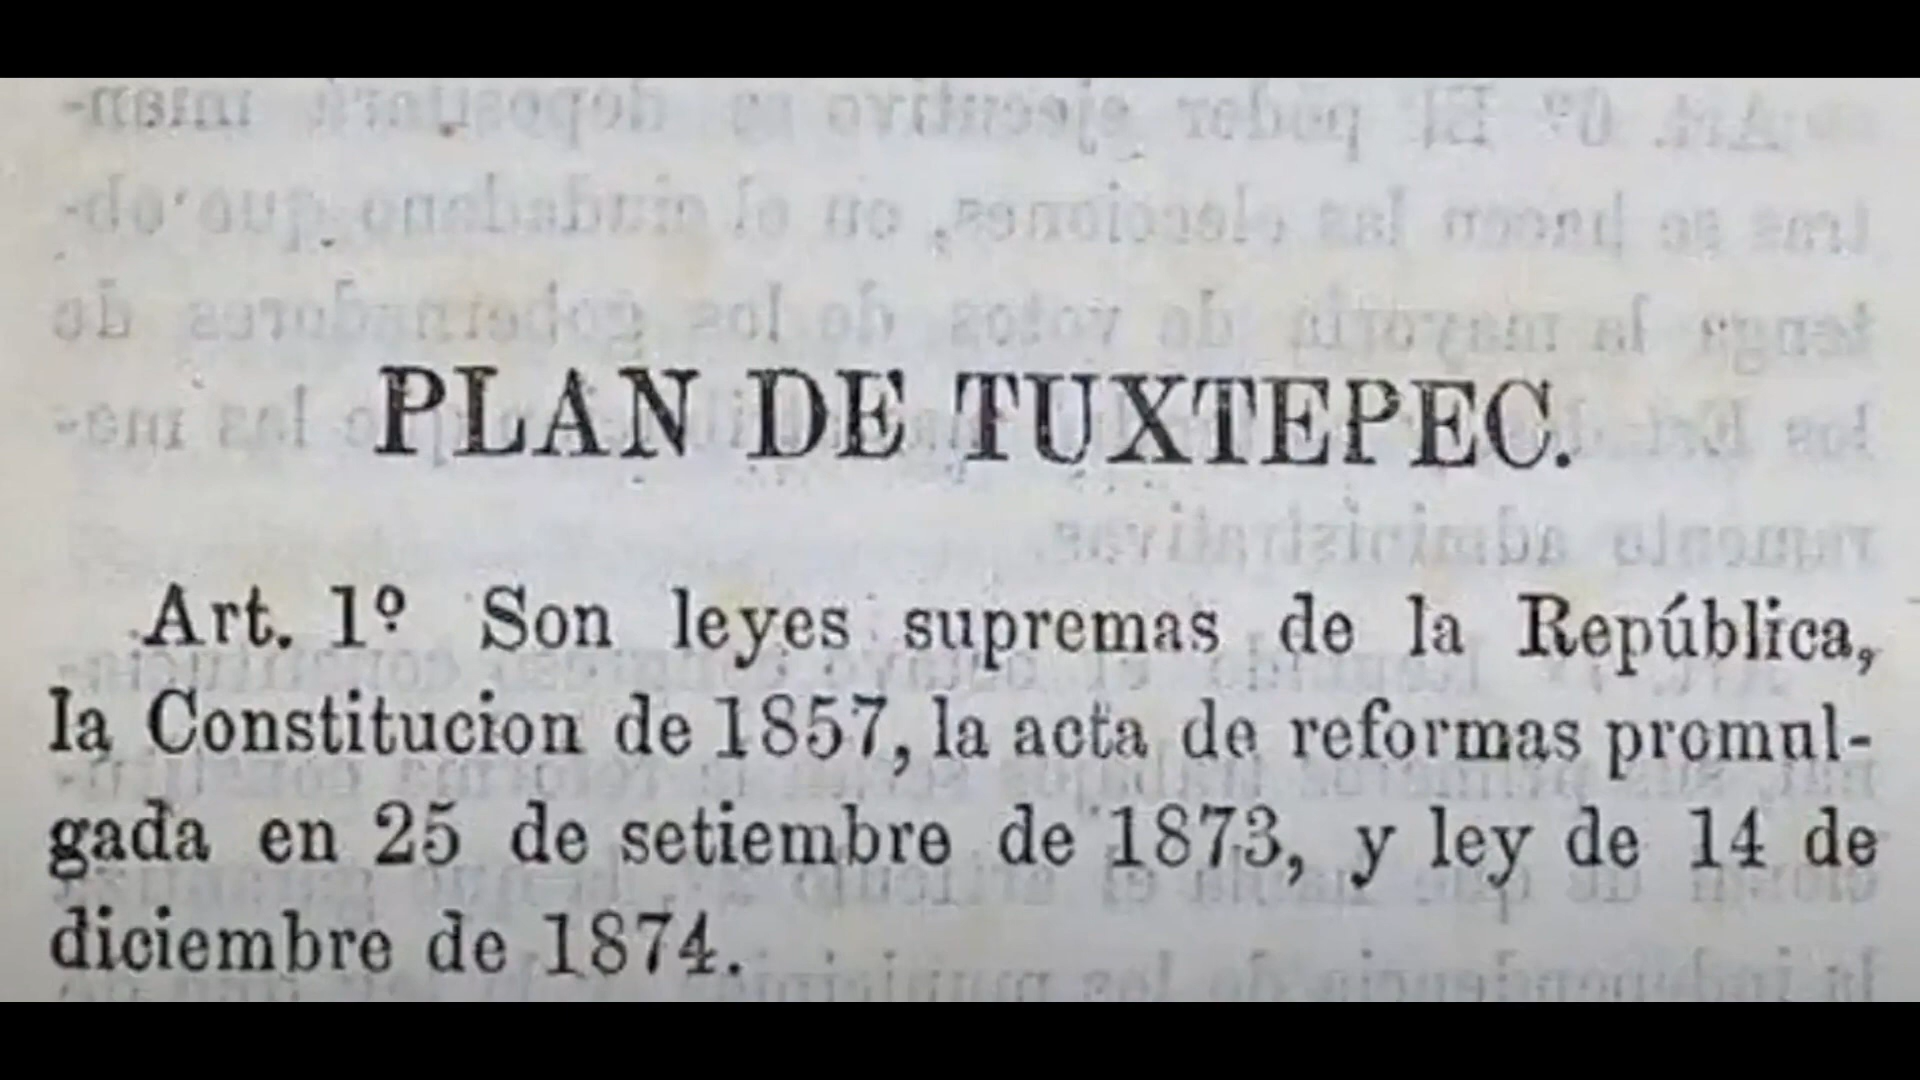 PLAN DE TUXTEPEC.
Art. 1º Son leyes supremas de la República,
la Constitucion de 1857, la acta de reformas promul-
gada en 25 de setiembre de 1873, y ley de 14 de
diciembre de 1874.